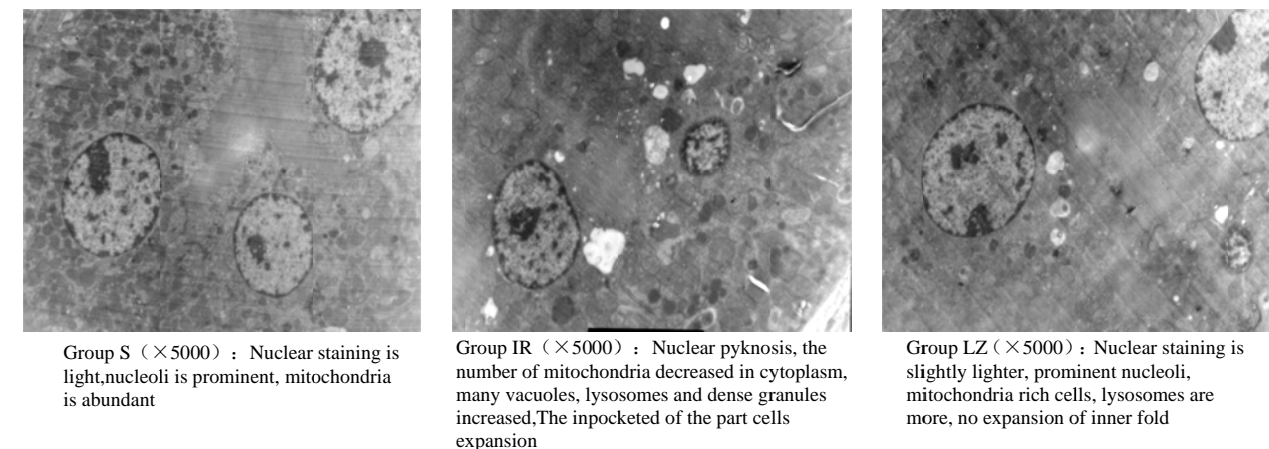 Group S（×5000）：Nuclear staining is
light,nucleoli is prominent, mitochondria
is abundant
Group IR（×5000）：Nuclear pyknosis, the
number of mitochondria decreased in cytoplasm,
many vacuoles, lysosomes and dense granules
increased,The inpocketed of the part cells
expansion
Group LZ（×5000）：Nuclear staining is
slightly lighter, prominent nucleoli,
mitochondria rich cells, lysosomes are
more, no expansion of inner fold